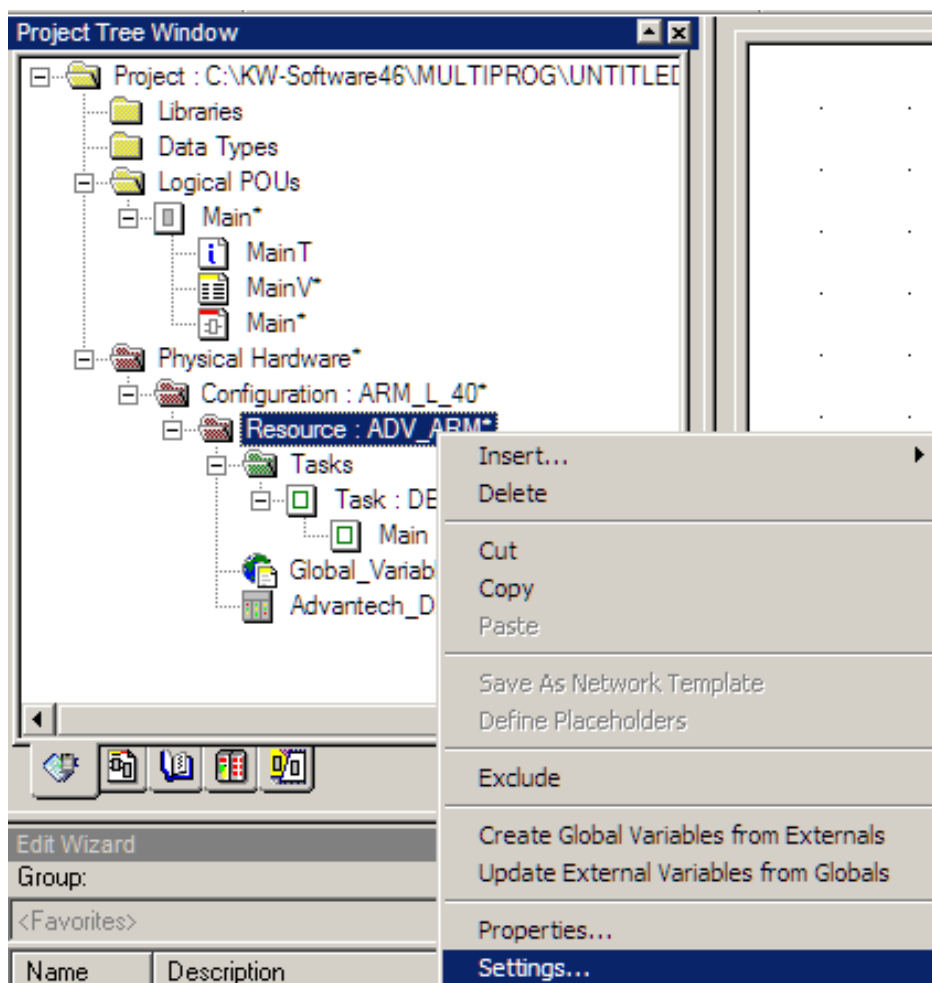 Project Tree Window
Project : C:\KW-Software46\MULTIPROG\UNTITLED
Libraries
Data Types
Logical POUs
Main*
MainT
MainV*
Main*
Physical Hardware*
Configuration : ARM_L_40*
Resource : ADV_ARM*
Tasks
Task : DE
Main
Global_Variabl
Advantech_D
Insert...
Delete
Cut
Copy
Paste
Save As Network Template
Define Placeholders
Exclude
Create Global Variables from Externals
Update External Variables from Globals
Properties...
Settings...
Edit Wizard
Group:
<Favorites>
Name Description